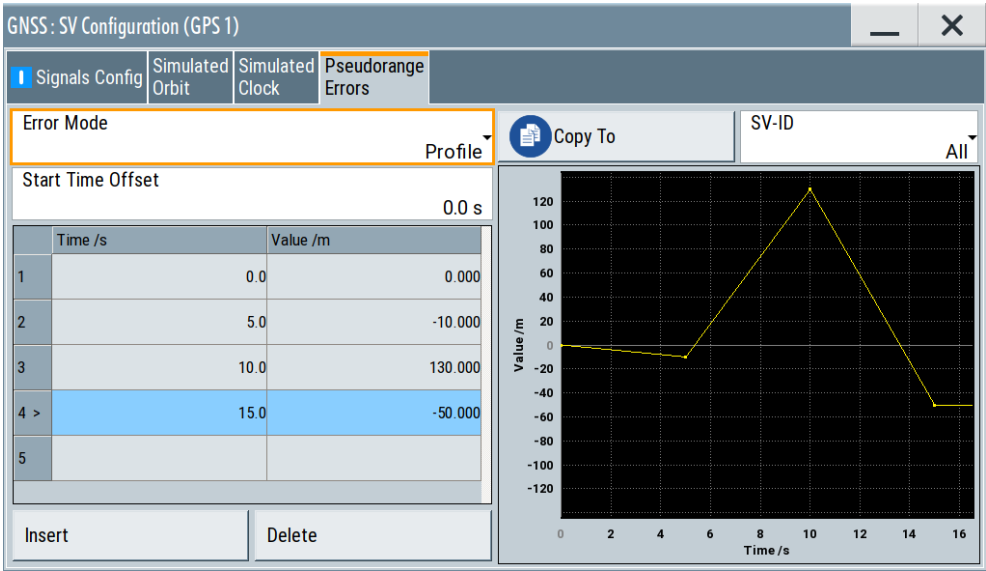 GNSS : SV Configuration (GPS 1)
Signals Config
Simulated Orbit
Simulated Clock
Pseudorange Errors
Error Mode
Profile
Copy To
SV-ID
All
Start Time Offset
0.0 s
Time /s Value /m
1 0.0 0.000
2 5.0 -10.000
3 10.0 130.000
4 > 15.0 -50.000
5
Insert
Delete
120
100
80
60
40
20
0
-20
-40
-60
-80
-100
-120
Value /m
0 2 4 6 8 10 12 14 16
Time /s